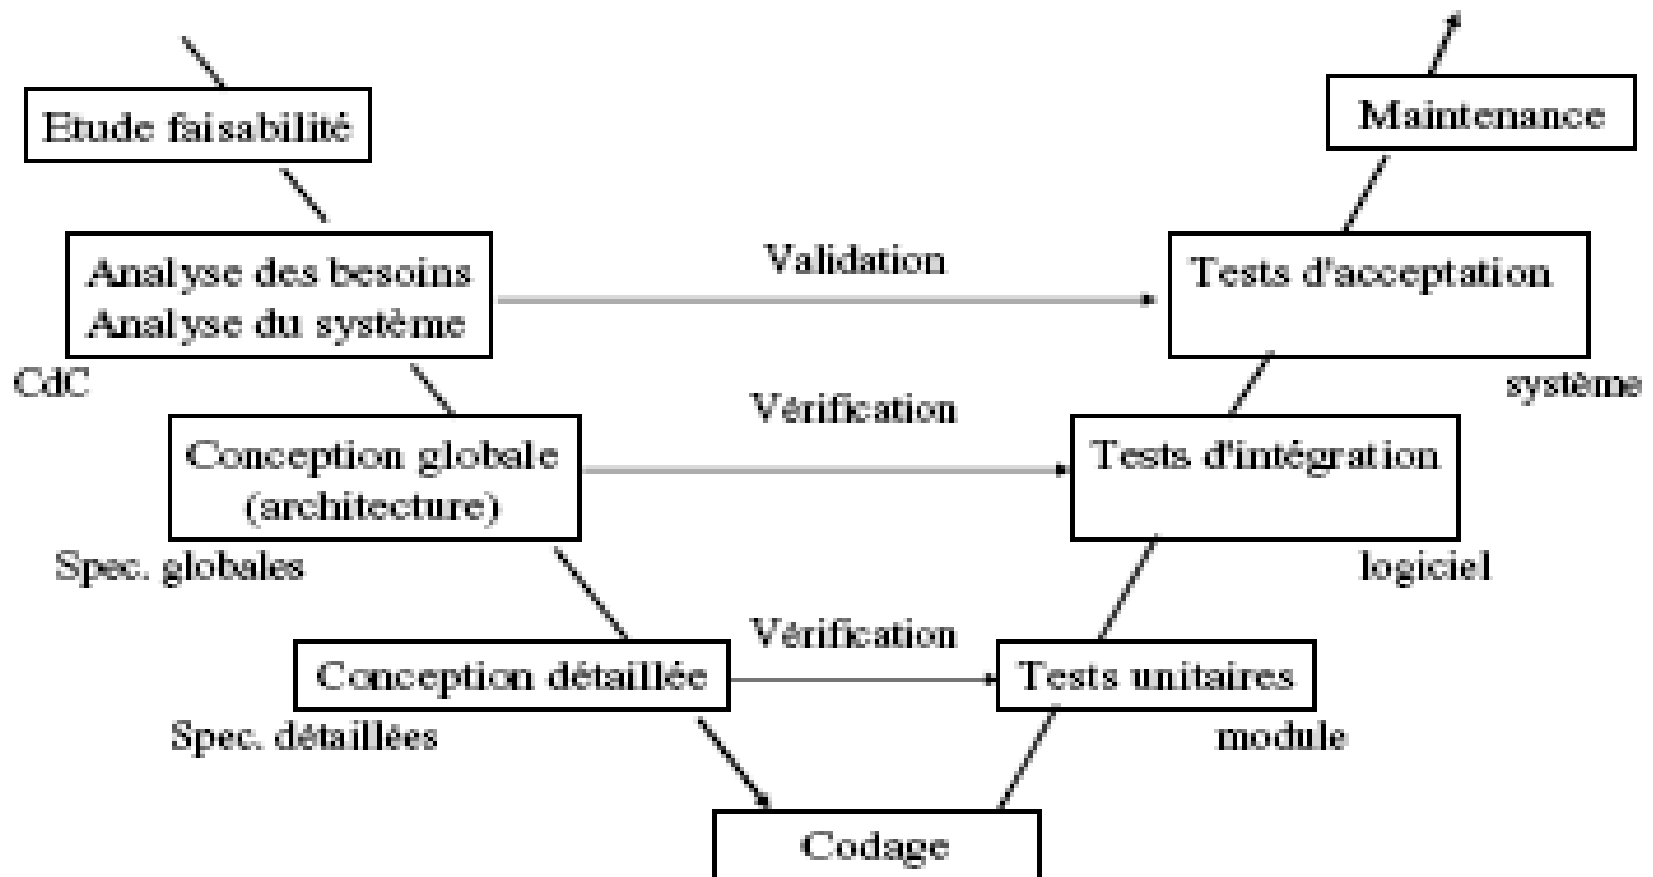 Etude faisabilité
Maintenance
Analyse des besoins
Analyse du système
Validation
Tests d'acceptation
CdC
système
Conception globale
(architecture)
Vérification
Tests d'intégration
Spec. globales
logiciel
Conception détaillée
Vérification
Tests unitaires
Spec. détaillées
module
Codage